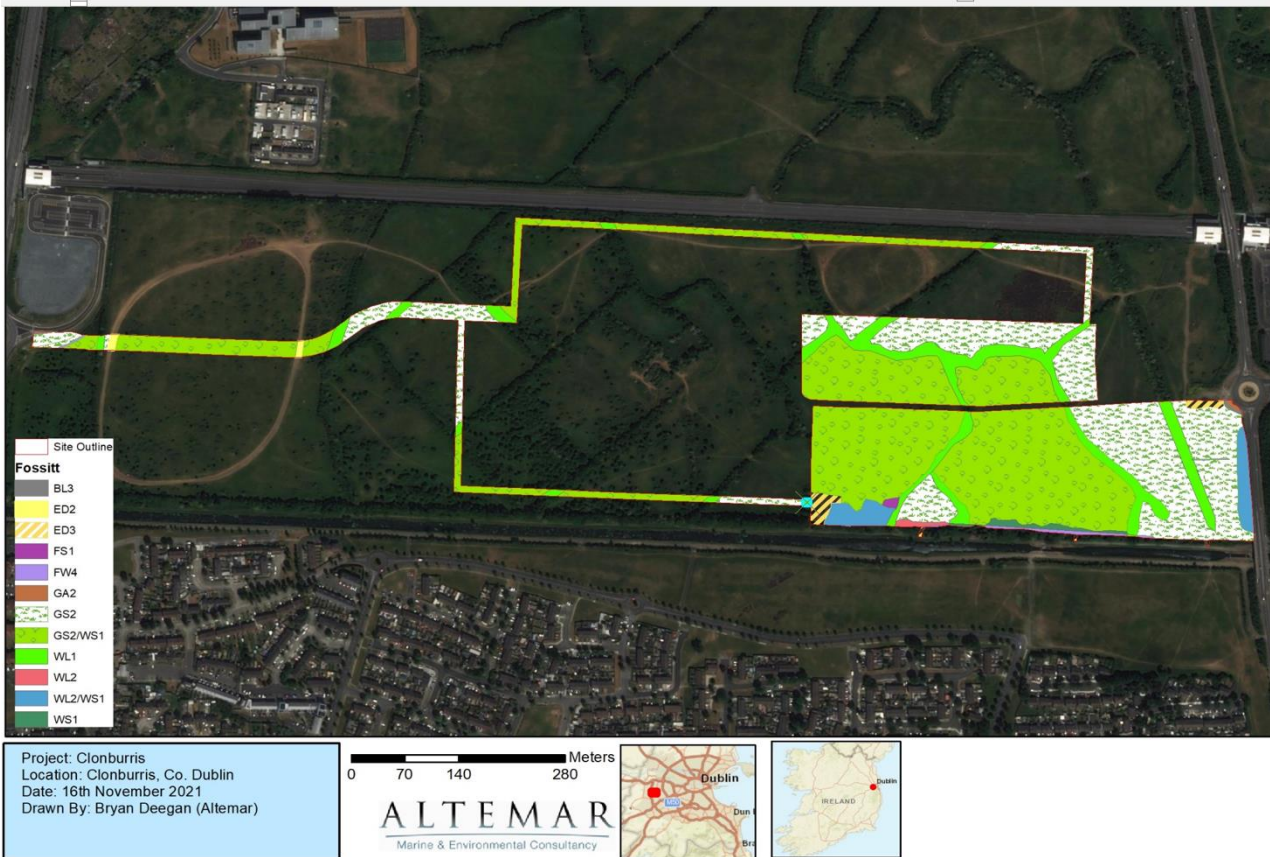 Site Outline
Fossitt
BL3
ED2
ED3
FS1
FW4
GA2
GS2
GS2/WS1
WL1
WL2
WL2/WS1
WS1
Project: Clonburris
Location: Clonburris, Co. Dublin
Date: 16th November 2021
Drawn By: Bryan Deegan (Altemar)
Meters
0 70 140 280
ALTEMAR
Marine & Environmental Consultancy
Dublin
M50
Dun
Bra
Dublin
IRELAND